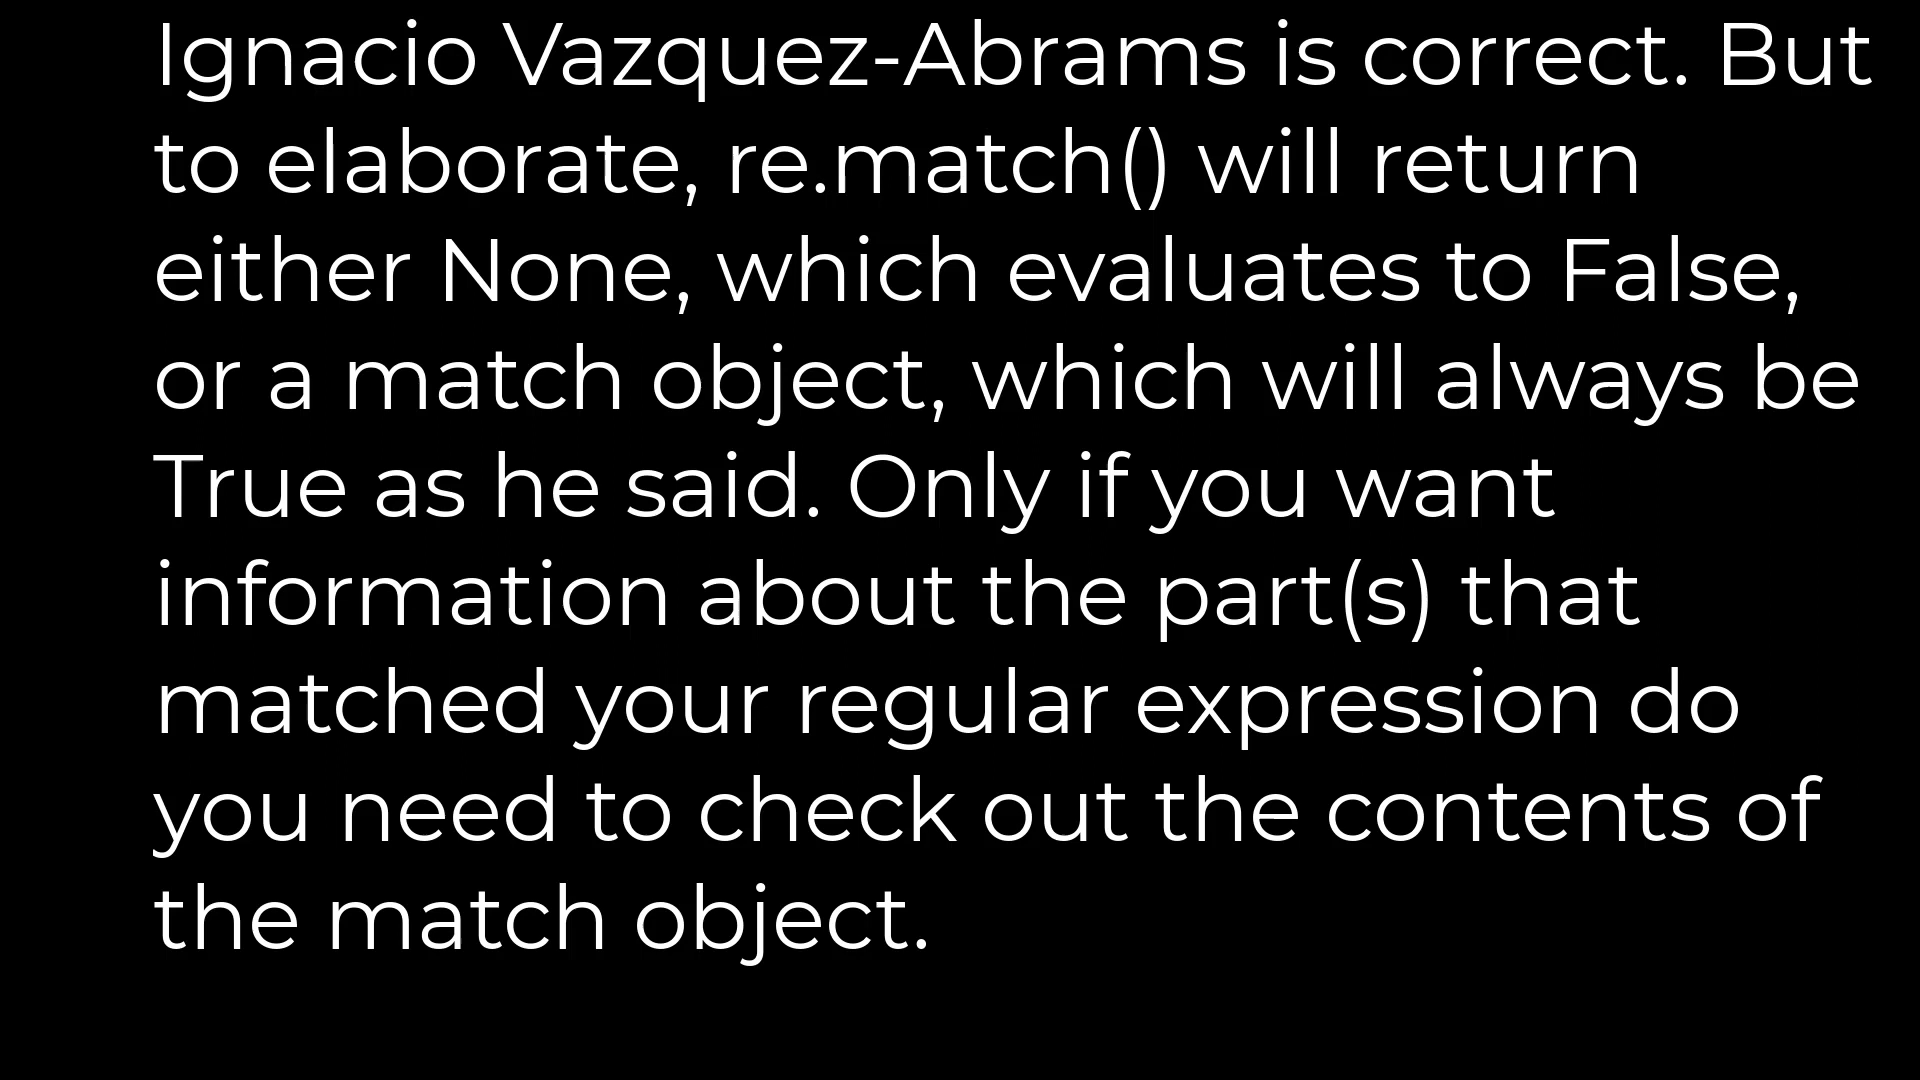 Ignacio Vazquez-Abrams is correct. But
to elaborate, re.match() will return
either None, which evaluates to False,
or a match object, which will always be
True as he said. Only if you want
information about the part(s) that
matched your regular expression do
you need to check out the contents of
the match object.